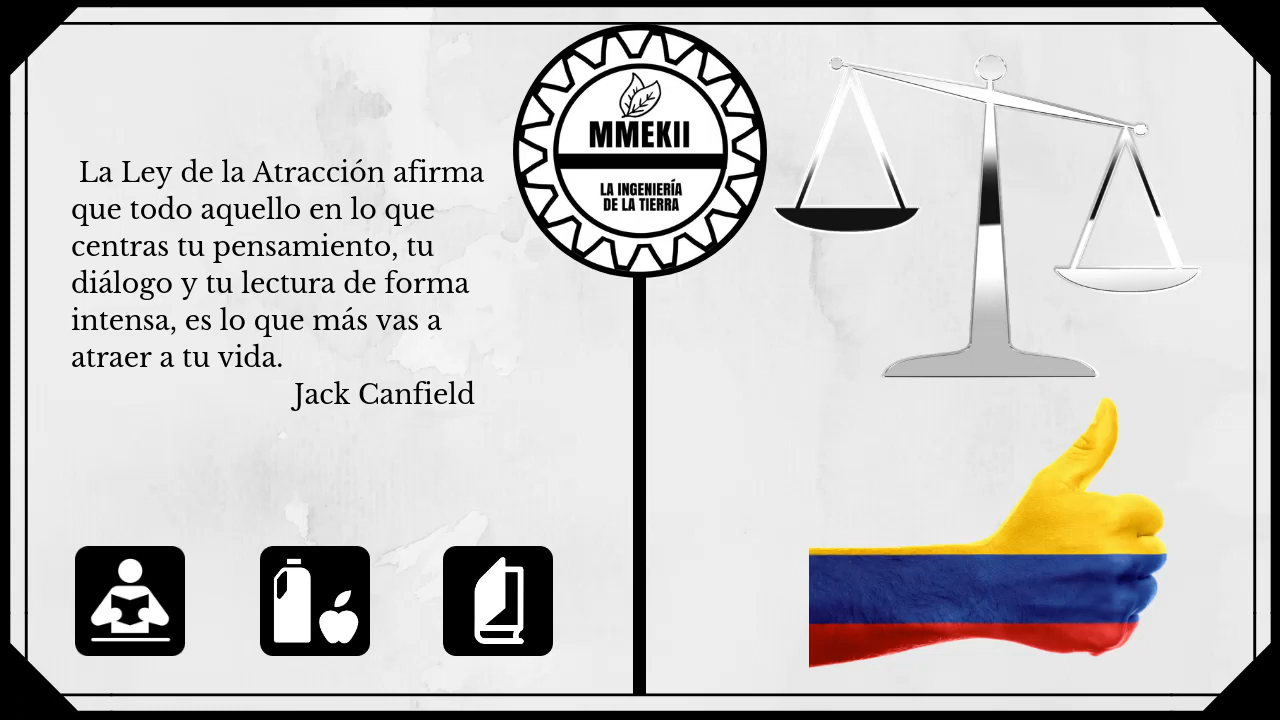 La Ley de la Atracción afirma
que todo aquello en lo que
centras tu pensamiento, tu
diálogo y tu lectura de forma
intensa, es lo que más vas a
atraer a tu vida.
Jack Canfield
MMEKII
LA INGENIERÍA
DE LA TIERRA